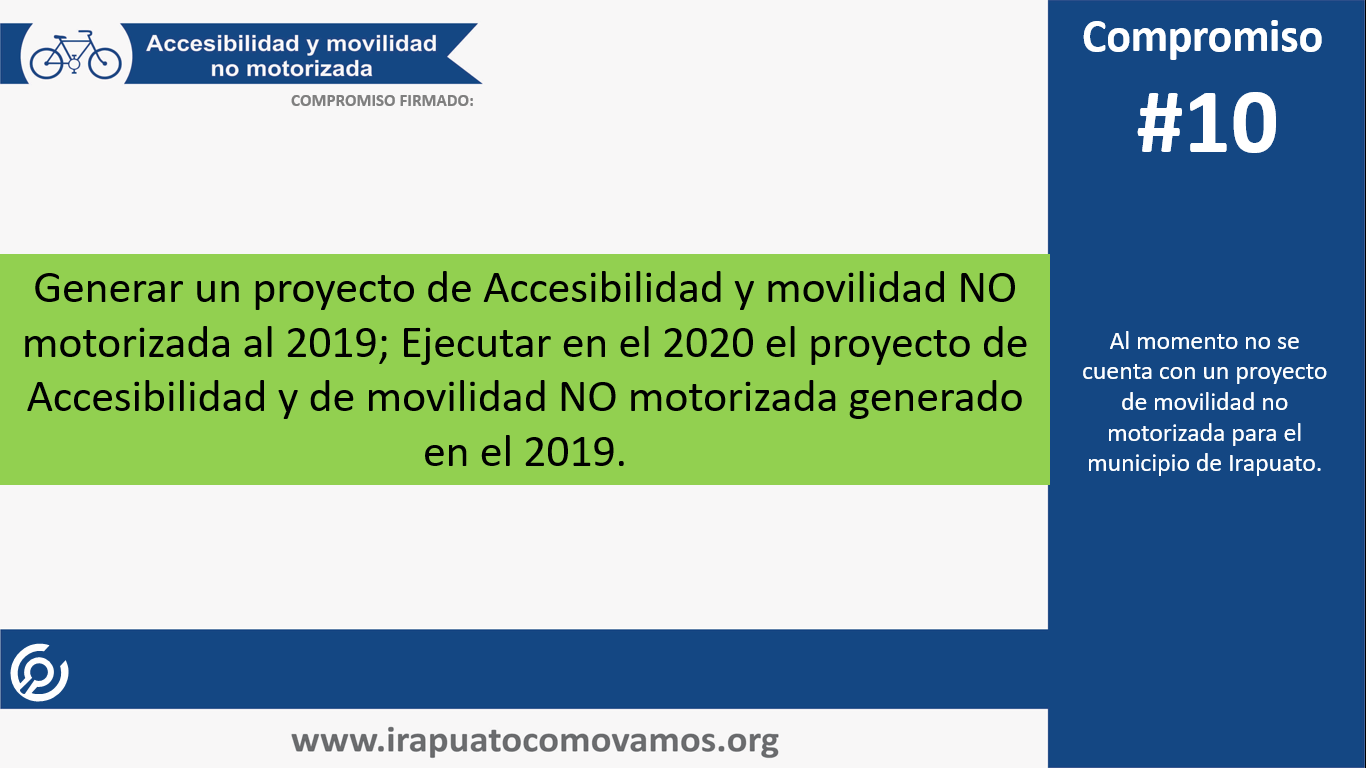 Accesibilidad y movilidad
no motorizada
COMPROMISO FIRMADO:
Generar un proyecto de Accesibilidad y movilidad NO
motorizada al 2019; Ejecutar en el 2020 el proyecto de
Accesibilidad y de movilidad NO motorizada generado
en el 2019.
Compromiso
#10
Al momento no se
cuenta con un proyecto
de movilidad no
motorizada para el
municipio de Irapuato.
www.irapuatocomovamos.org